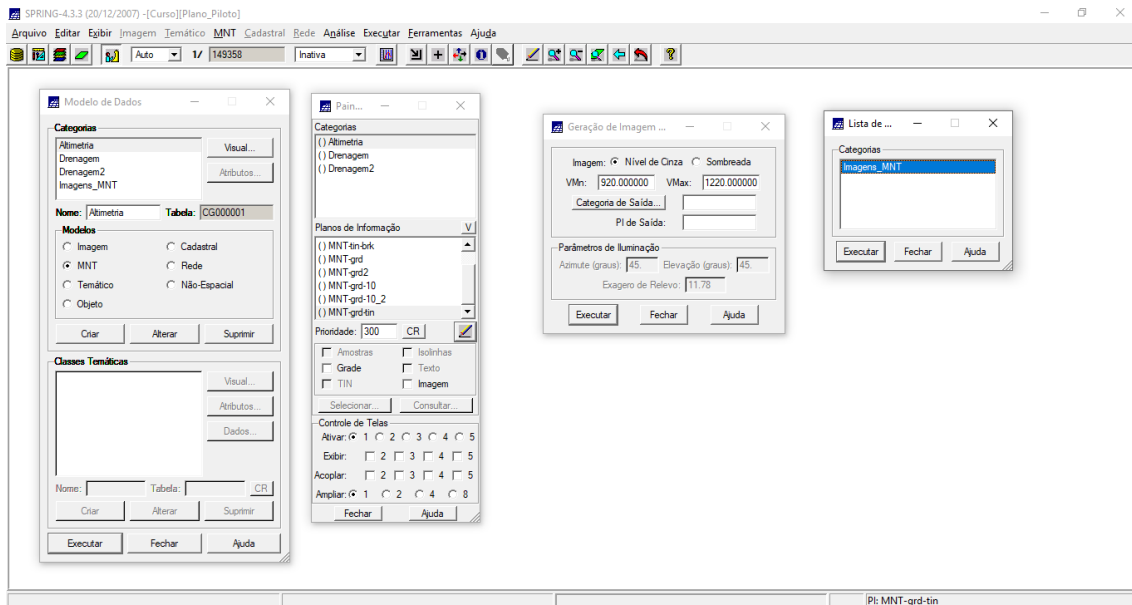 SPRING-4.3.3 (20/12/2007) -[Curso][Plano_Piloto]
Arquivo Editar Exibir Imagem Temático MNT Cadastral Rede Análise Executar Ferramentas Ajuda
Auto 1/ 149358 Inativa
Modelo de Dados
Categorias
Altimetria
Drenagem
Drenagem2
Imagens_MNT
Visual...
Atributos...
Nome: Altimetria Tabela: CG000001
Modelos
Imagem Cadastral
MNT Rede
Temático Não-Espacial
Objeto
Criar Alterar Suprimir
Classes Temáticas
Visual...
Atributos...
Dados...
Nome: Tabela: CR
Criar Alterar Suprimir
Executar Fechar Ajuda
Pain...
Categorias
( ) Altimetria
( ) Drenagem
( ) Drenagem2
Planos de Informação V
( ) MNT-tin-brk
( ) MNT-grd
( ) MNT-grd2
( ) MNT-grd-10
( ) MNT-grd-10_2
( ) MNT-grd-tin
Prioridade: 300 CR
Amostras Isolinhas
Grade Texto
TIN Imagem
Selecionar... Consultar...
Controle de Telas
Ativar: 1 2 3 4 5
Exibir: 2 3 4 5
Acoplar: 2 3 4 5
Ampliar: 1 2 4 8
Fechar Ajuda
Geração de Imagem ...
Imagem: Nível de Cinza Sombreada
VMn: 920.000000 VMax: 1220.000000
Categoria de Saída...
PI de Saída:
Parâmetros de Iluminação
Azimute (graus): 45. Elevação (graus): 45.
Exagero de Relevo: 11.78
Executar Fechar Ajuda
Lista de ...
Categorias
Imagens_MNT
Executar Fechar Ajuda
PI: MNT-grd-tin